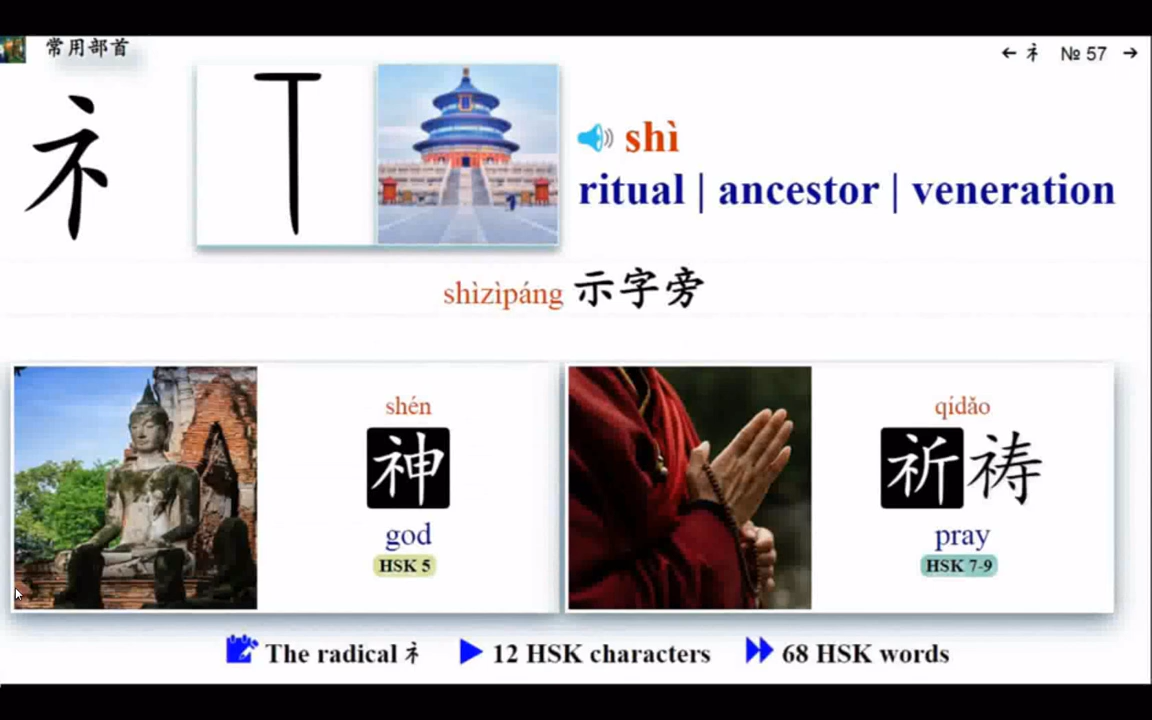 常用部首
← 礻 № 57 →
礻
shì
ritual | ancestor | veneration
shìzìpáng 示字旁
shén
神
god
HSK 5
qídǎo
祈祷
pray
HSK 7-9
The radical 礻
12 HSK characters
68 HSK words